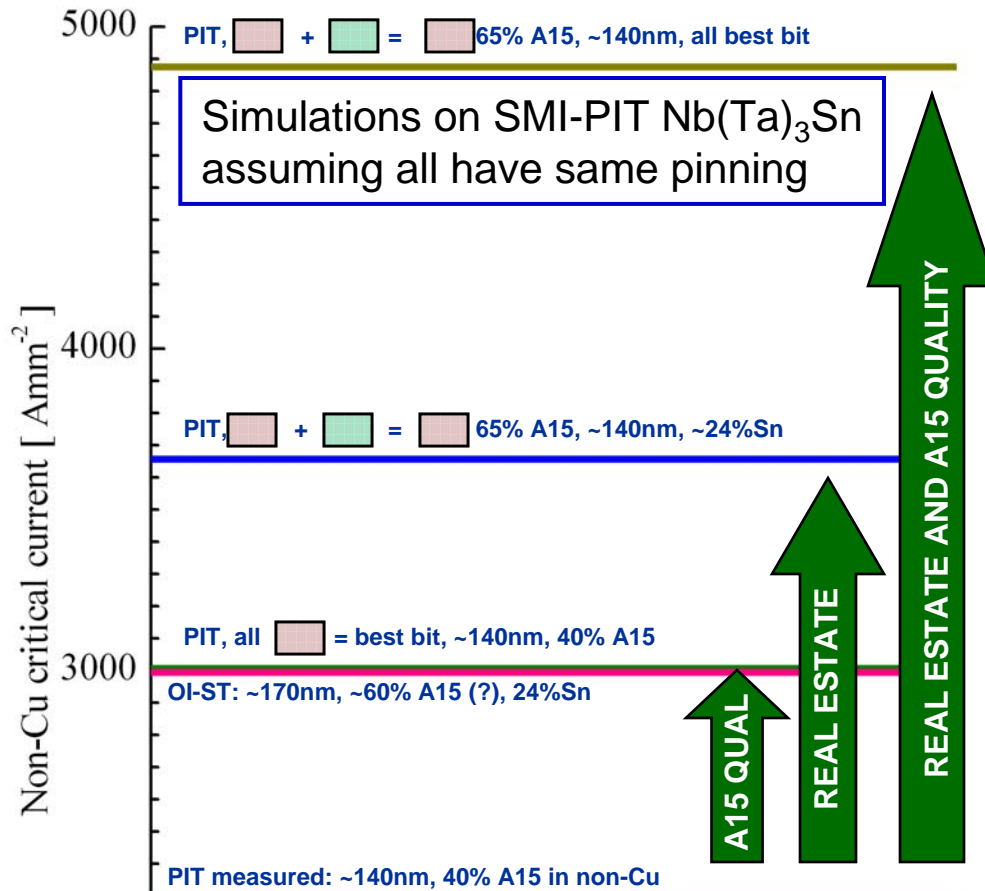 5000
PIT, + = 65% A15, ~140nm, all best bit
Simulations on SMI-PIT Nb(Ta)₃Sn
assuming all have same pinning
Non-Cu critical current [ Amm⁻² ]
4000
PIT, + = 65% A15, ~140nm, ~24%Sn
PIT, all = best bit, ~140nm, 40% A15
3000
OI-ST: ~170nm, ~60% A15 (?), 24%Sn
A15 QUAL
REAL ESTATE
REAL ESTATE AND A15 QUALITY
PIT measured: ~140nm, 40% A15 in non-Cu